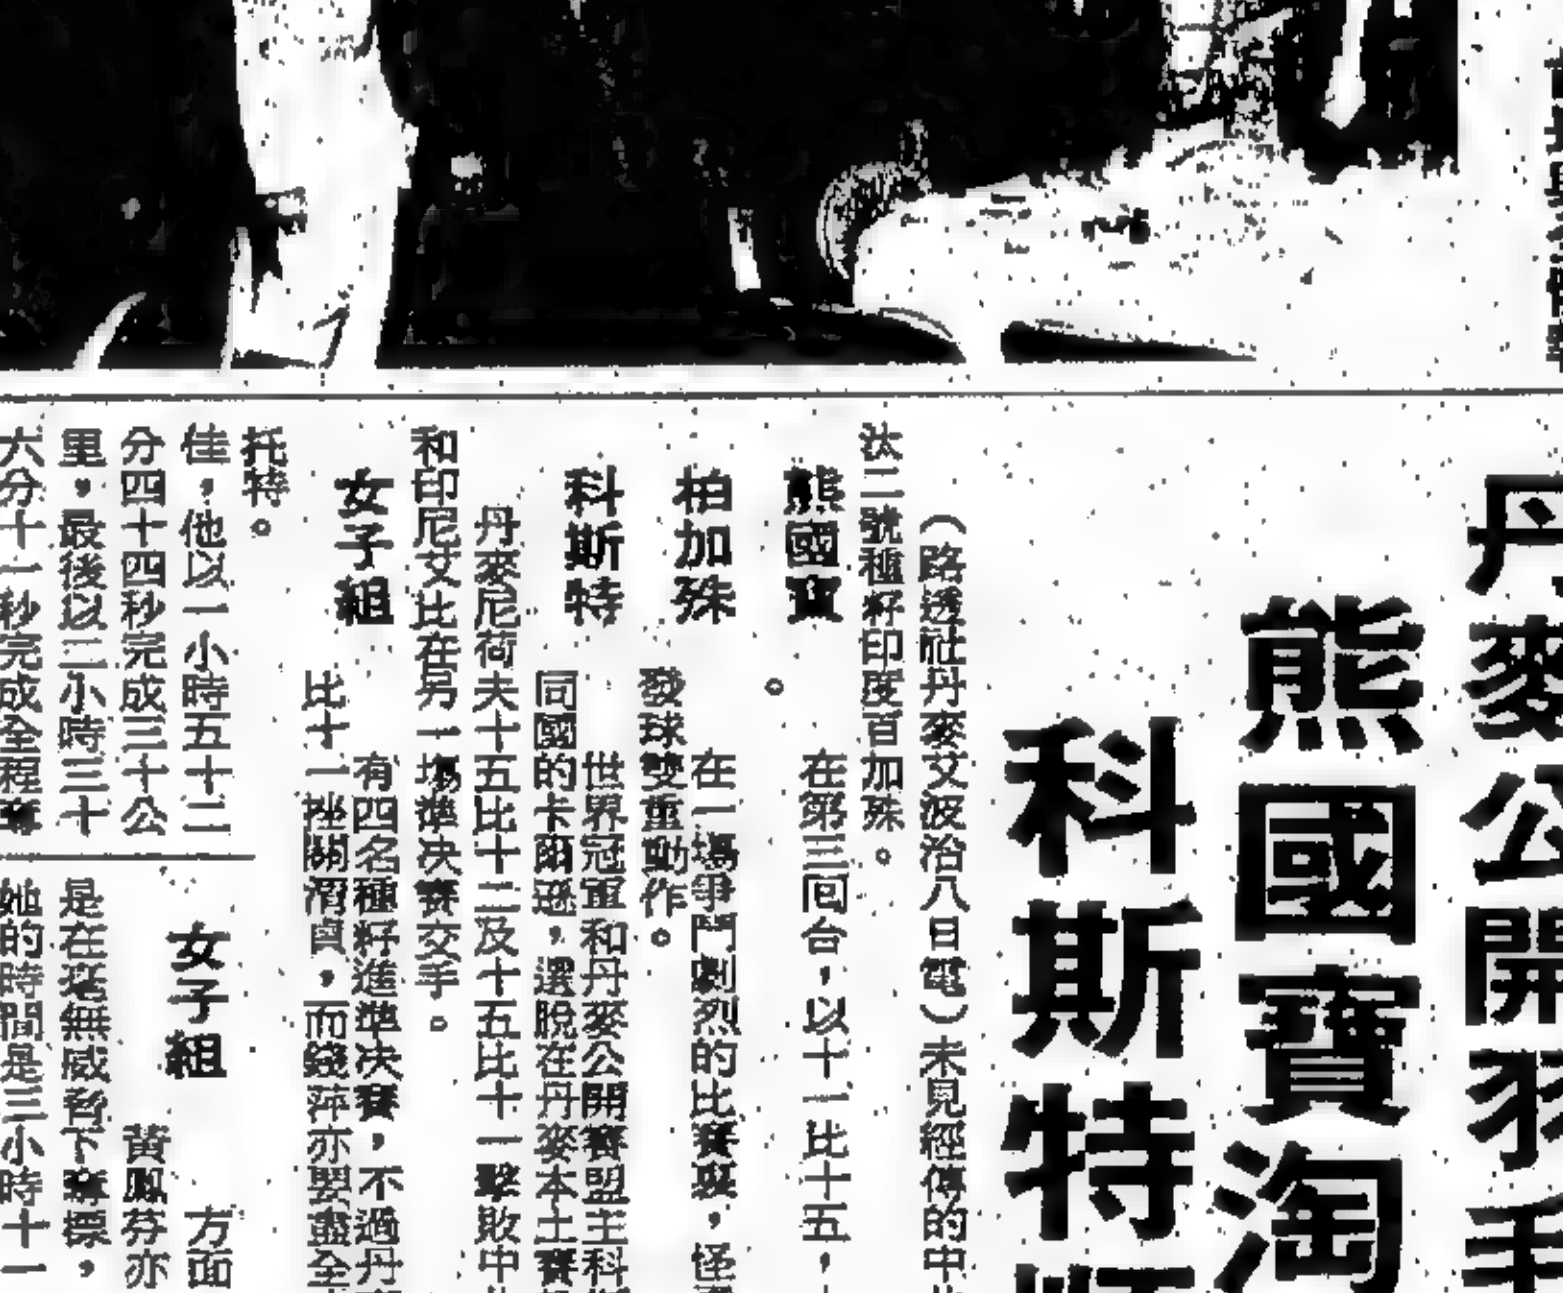 丹麥公開羽毛
熊國寶淘
科斯特
（路透社丹麥艾波治八日電）未見經傳的中
汰二號種籽印度百加殊。
熊國寶
在第三回台，以十一比十五，
。
柏加殊
在一場爭鬥劇烈的比賽裏，怪
發球雙重動作。
科斯特
世界冠軍和丹麥公開賽盟主科斯
同國的卡爾遜，選脫在丹麥本土賽
丹麥尼荷夫十五比十二及十五比十一擊敗中
和印尼艾比在另一場準決賽交手。
女子組
有四名種籽進準決賽，不過丹
比十一挫關渭貞，而錢萍亦要盡全
托特。
佳，他以一小時五十二
分四十四秒完成三十公
里，最後以三小時三十
六分十一秒完成全程奪
女子組
方面
黃鳳芬亦
是在毫無威脅下奪標，
她的時間是三小時十一